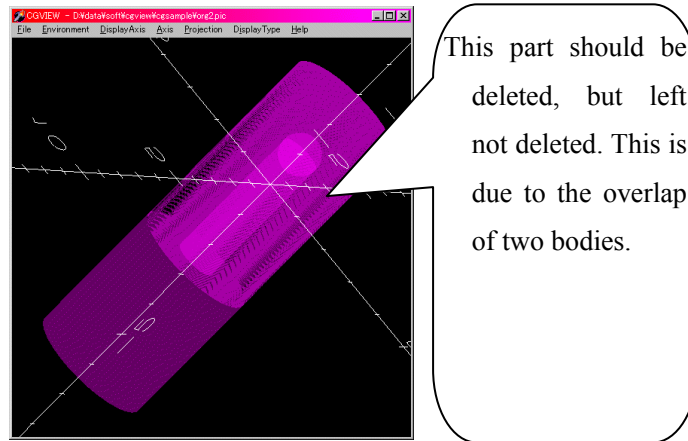 CGVIEW - D:¥data¥soft¥cgview¥cgsample¥org2.pic
File Environment DisplayAxis Axis Projection DjsplayType Help
This part should be
deleted, but left
not deleted. This is
due to the overlap
of two bodies.